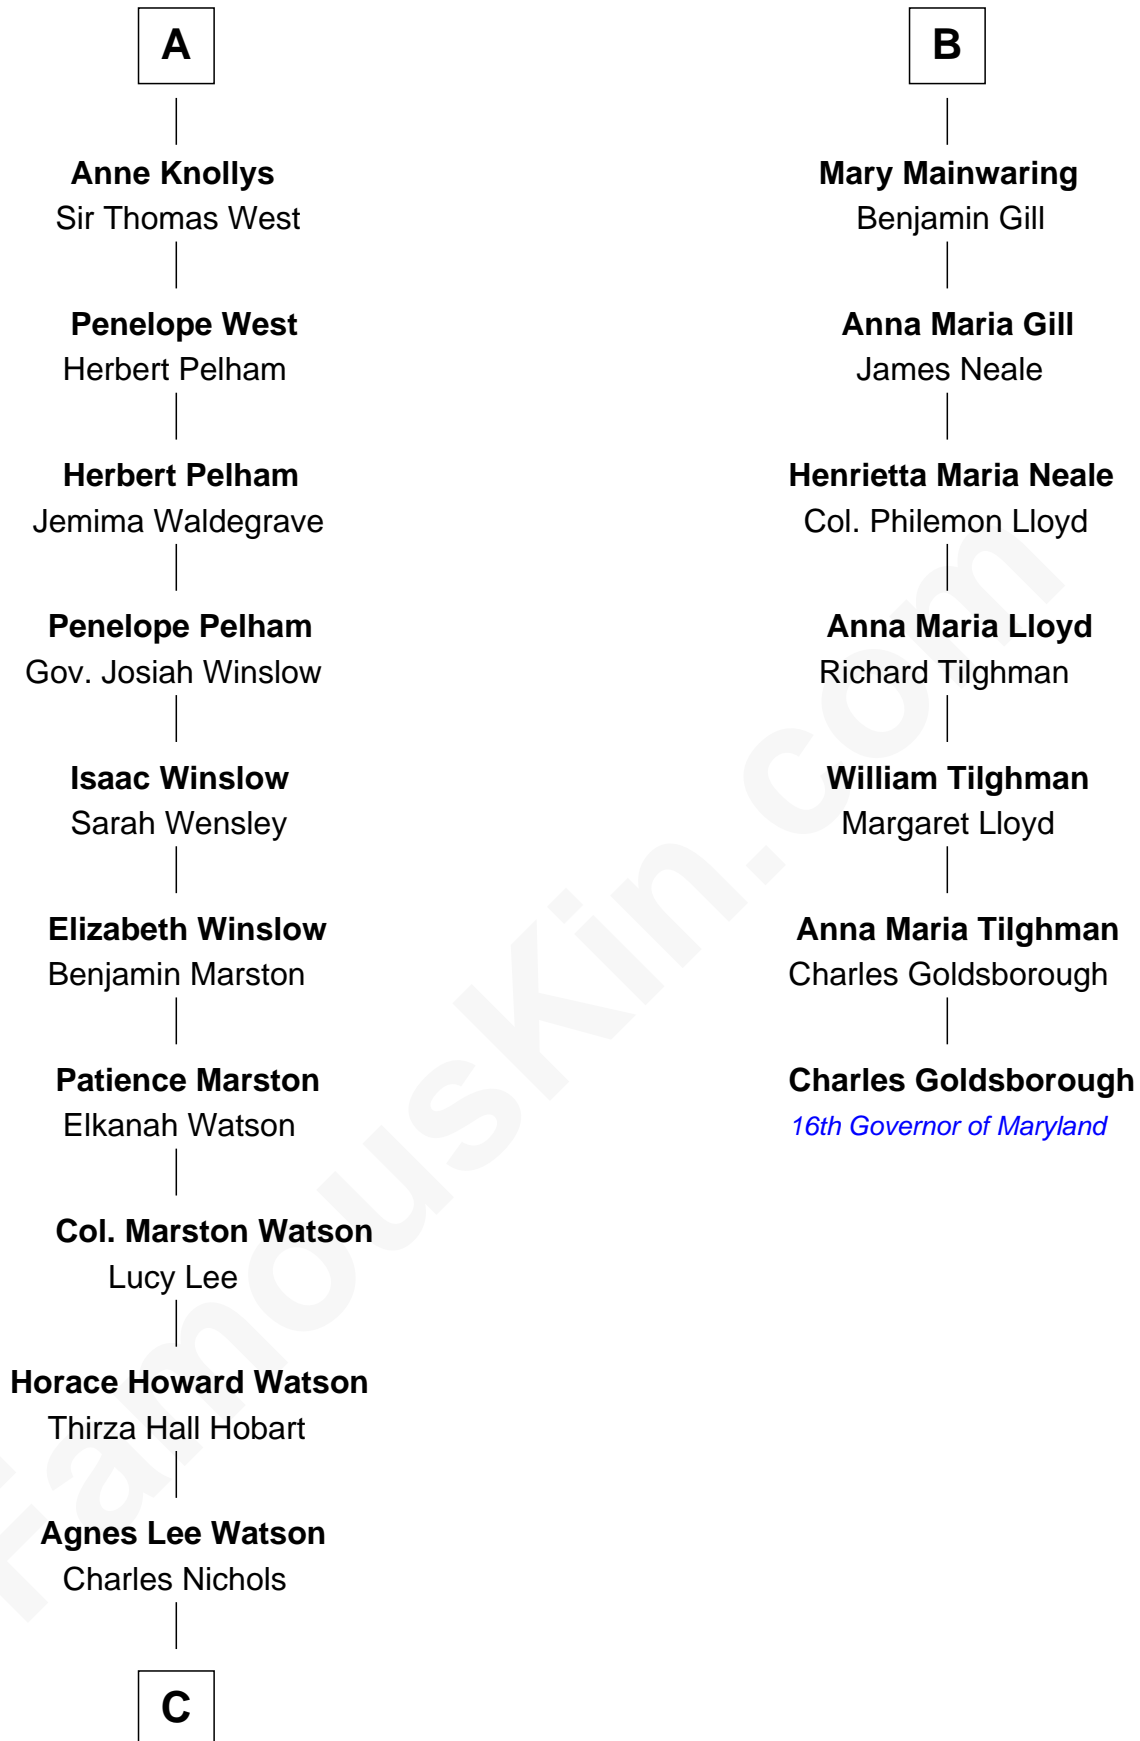 A
Anne Knollys
Sir Thomas West
Penelope West
Herbert Pelham
Herbert Pelham
Jemima Waldegrave
Penelope Pelham
Gov. Josiah Winslow
Isaac Winslow
Sarah Wensley
Elizabeth Winslow
Benjamin Marston
Patience Marston
Elkanah Watson
Col. Marston Watson
Lucy Lee
Horace Howard Watson
Thirza Hall Hobart
Agnes Lee Watson
Charles Nichols
C
B
Mary Mainwaring
Benjamin Gill
Anna Maria Gill
James Neale
Henrietta Maria Neale
Col. Philemon Lloyd
Anna Maria Lloyd
Richard Tilghman
William Tilghman
Margaret Lloyd
Anna Maria Tilghman
Charles Goldsborough
Charles Goldsborough
16th Governor of Maryland
FamousKin.com